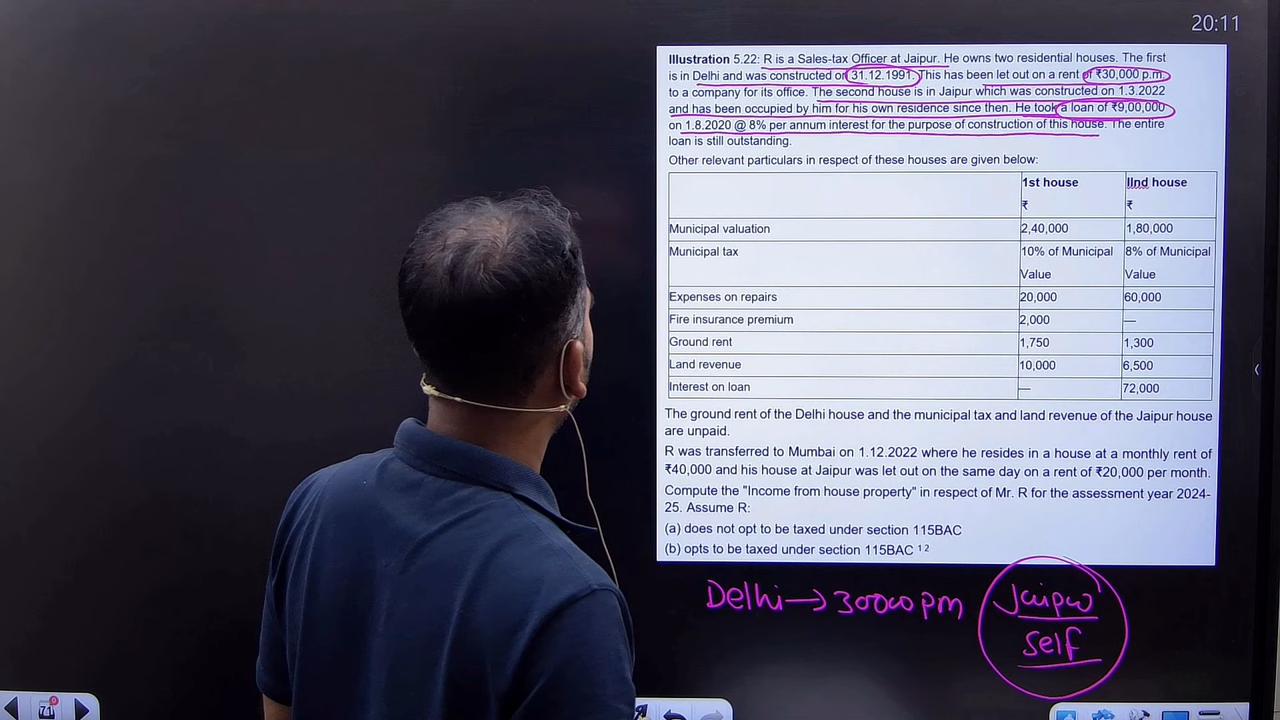 20:11
Illustration 5.22: R is a Sales-tax Officer at Jaipur. He owns two residential houses. The first
is in Delhi and was constructed on 31.12.1991. This has been let out on a rent of ₹30,000 p.m.
to a company for its office. The second house is in Jaipur which was constructed on 1.3.2022
and has been occupied by him for his own residence since then. He took a loan of ₹9,00,000
on 1.8.2020 @ 8% per annum interest for the purpose of construction of this house. The entire
loan is still outstanding.
Other relevant particulars in respect of these houses are given below:
1st house IInd house
₹ ₹
Municipal valuation 2,40,000 1,80,000
Municipal tax 10% of Municipal 8% of Municipal
Value Value
Expenses on repairs 20,000 60,000
Fire insurance premium 2,000 —
Ground rent 1,750 1,300
Land revenue 10,000 6,500
Interest on loan — 72,000
The ground rent of the Delhi house and the municipal tax and land revenue of the Jaipur house
are unpaid.
R was transferred to Mumbai on 1.12.2022 where he resides in a house at a monthly rent of
₹40,000 and his house at Jaipur was let out on the same day on a rent of ₹20,000 per month.
Compute the "Income from house property" in respect of Mr. R for the assessment year 2024-
25. Assume R:
(a) does not opt to be taxed under section 115BAC
(b) opts to be taxed under section 115BAC ¹ ²
Delhi → 30000 pm Jaipur
self